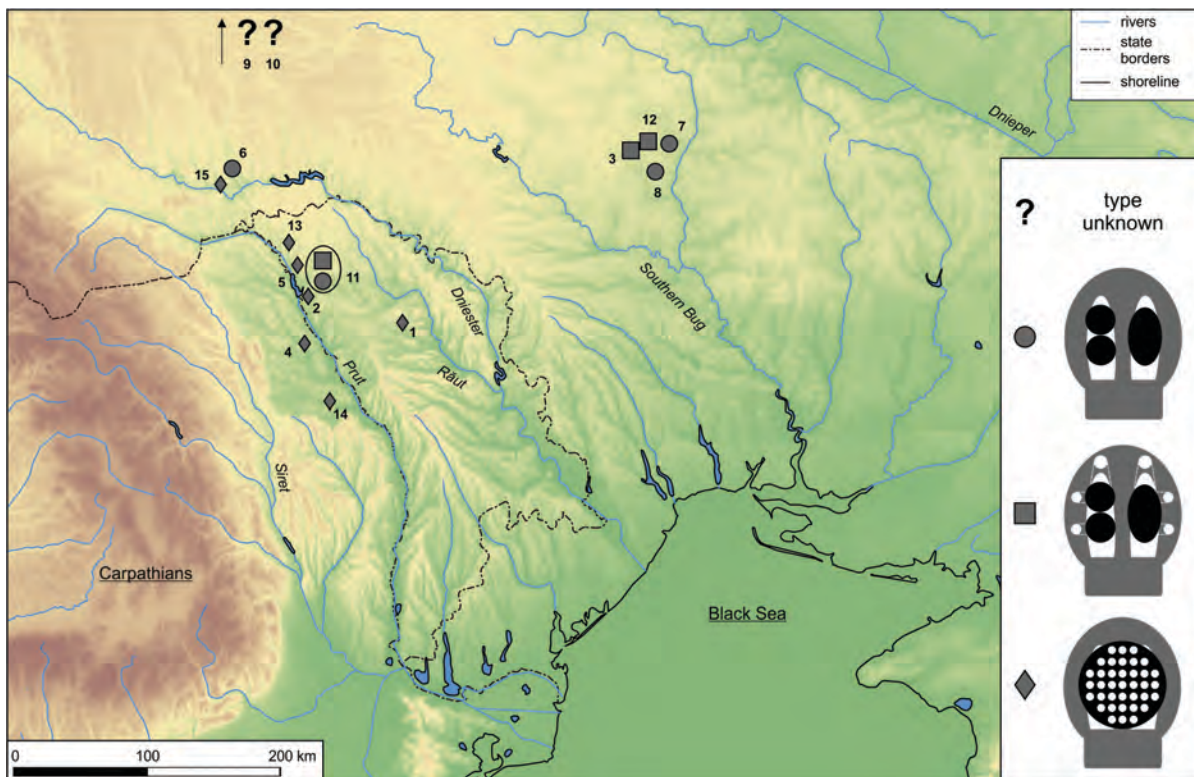 ? ?
9 10
rivers
state
borders
shoreline
Dnieper
12
7
3
8
6
15
13
11
5
2
1
4
14
Dniester
Southern Bug
Prut
Răut
Siret
Carpathians
Black Sea
?
type
unknown
0 100 200 km